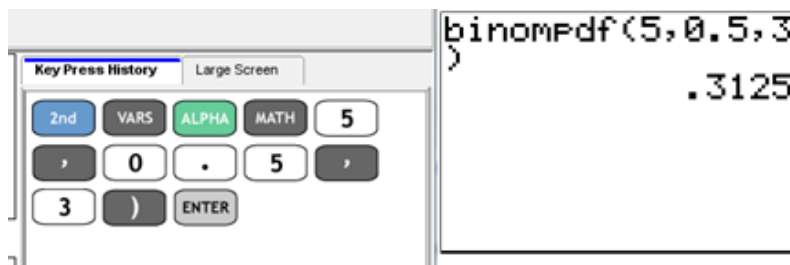 Key Press History Large Screen
2nd VARS ALPHA MATH 5
, 0 . 5 ,
3 ) ENTER
binompdf(5,0.5,3
)
.3125